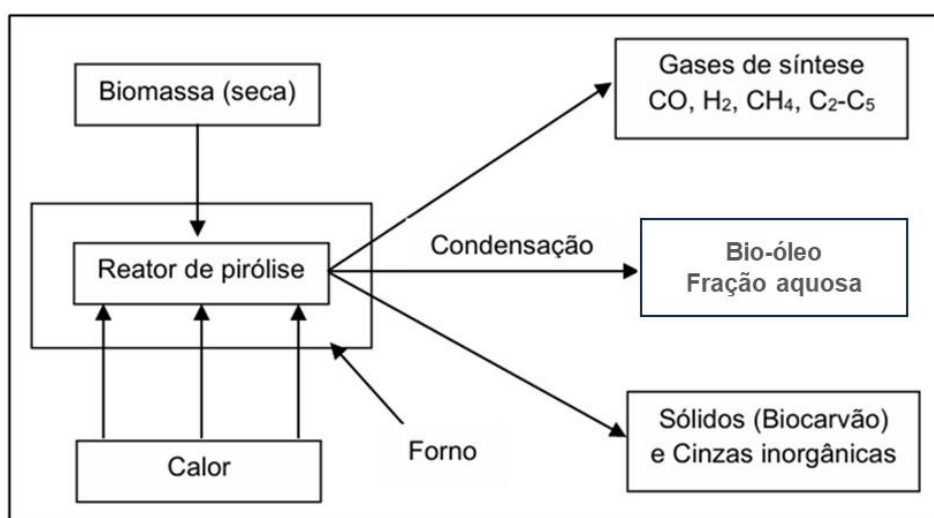 Biomassa (seca)
Reator de pirólise
Calor
Forno
Condensação
Gases de síntese
CO, H₂, CH₄, C₂-C₅
Bio-óleo
Fração aquosa
Sólidos (Biocarvão)
e Cinzas inorgânicas